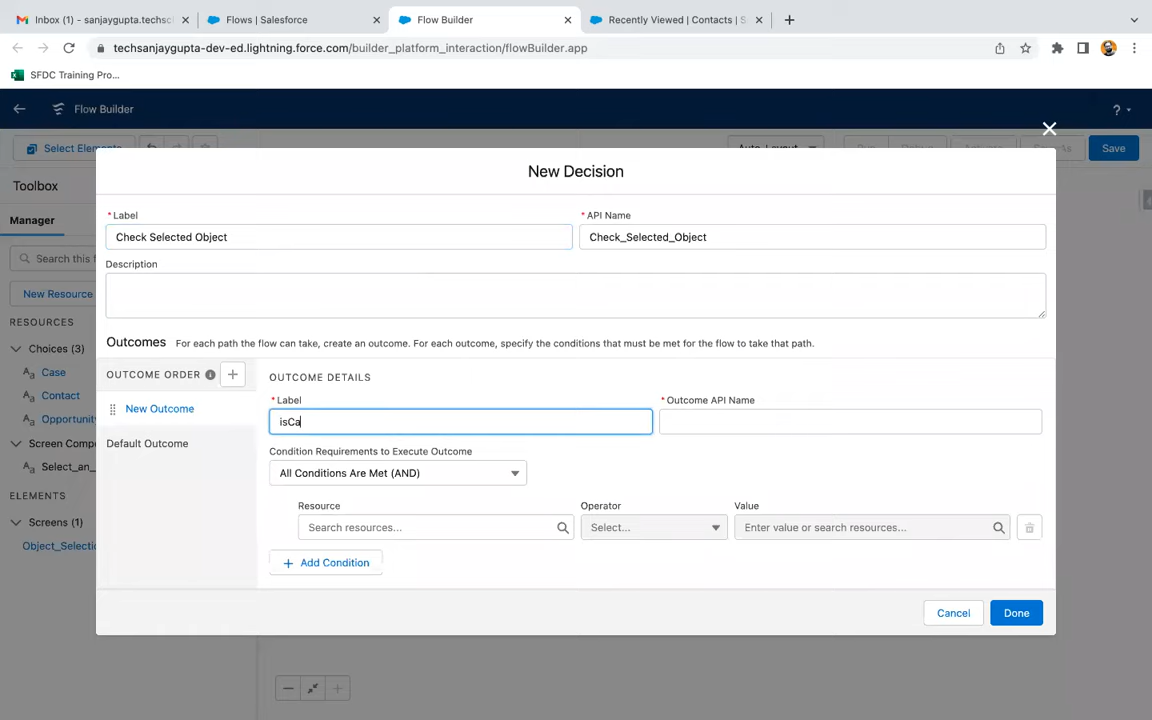 Inbox (1) - sanjaygupta.techscl
Flows | Salesforce
Flow Builder
Recently Viewed | Contacts | S
techsanjaygupta-dev-ed.lightning.force.com/builder_platform_interaction/flowBuilder.app
SFDC Training Pro...
Flow Builder
?
Select Elements
Auto-Layout
Save As
Save
New Decision
Toolbox
* Label
* API Name
Manager
Check Selected Object
Check_Selected_Object
Search this f
Description
New Resource
RESOURCES
Outcomes For each path the flow can take, create an outcome. For each outcome, specify the conditions that must be met for the flow to take that path.
Choices (3)
Case
OUTCOME ORDER
OUTCOME DETAILS
Contact
* Label
* Outcome API Name
New Outcome
Opportunit
isCa
Screen Compo
Default Outcome
Condition Requirements to Execute Outcome
Select_an_
All Conditions Are Met (AND)
ELEMENTS
Resource
Operator
Value
Screens (1)
Search resources...
Select...
Enter value or search resources...
Object_Selectio
+ Add Condition
Cancel
Done